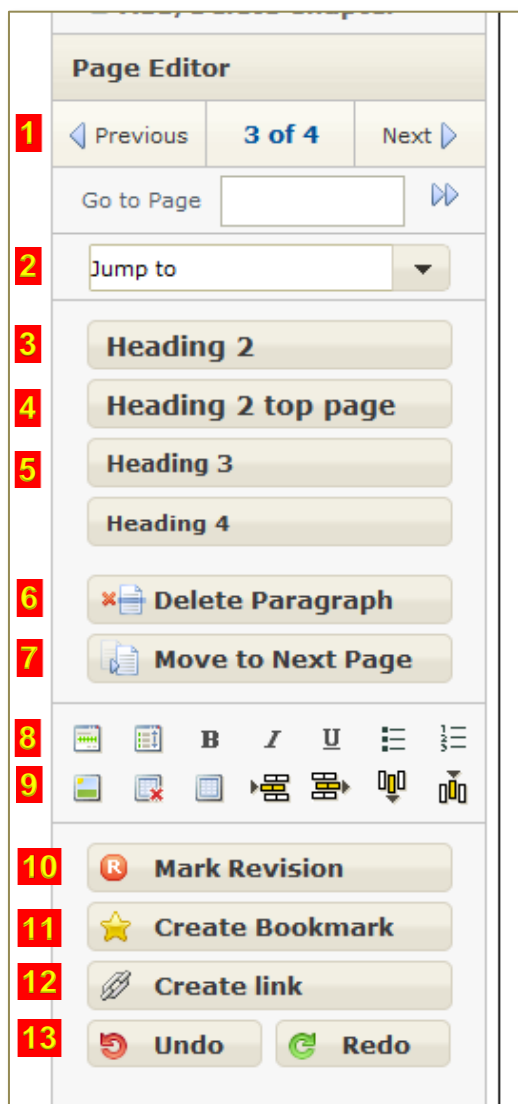 Page Editor
1 Previous 3 of 4 Next
Go to Page
2 Jump to
3 Heading 2
4 Heading 2 top page
5 Heading 3
Heading 4
6 Delete Paragraph
7 Move to Next Page
8 B I U
9
10 R Mark Revision
11 Create Bookmark
12 Create link
13 Undo Redo